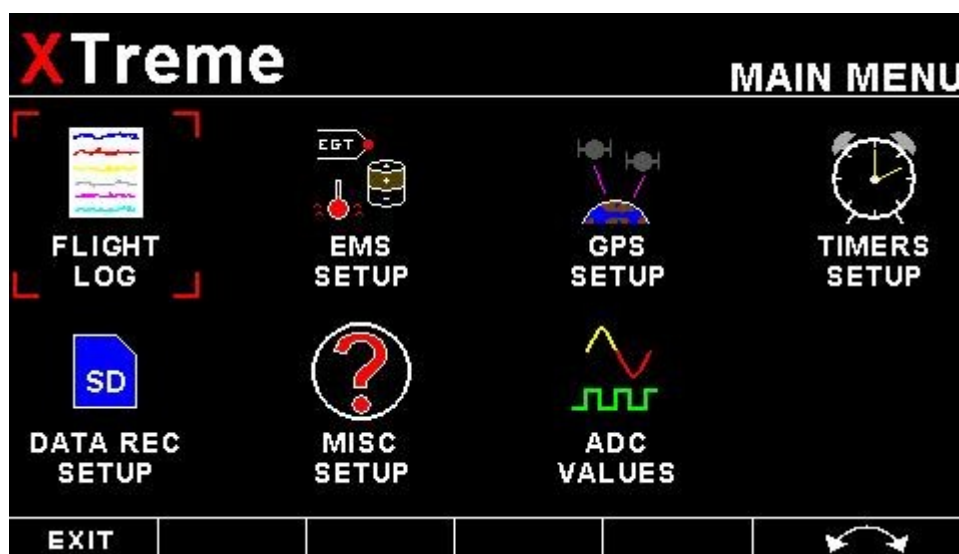 XTreme
MAIN MENU
FLIGHT
LOG
EGT
EMS
SETUP
GPS
SETUP
TIMERS
SETUP
SD
DATA REC
SETUP
MISC
SETUP
ADC
VALUES
EXIT